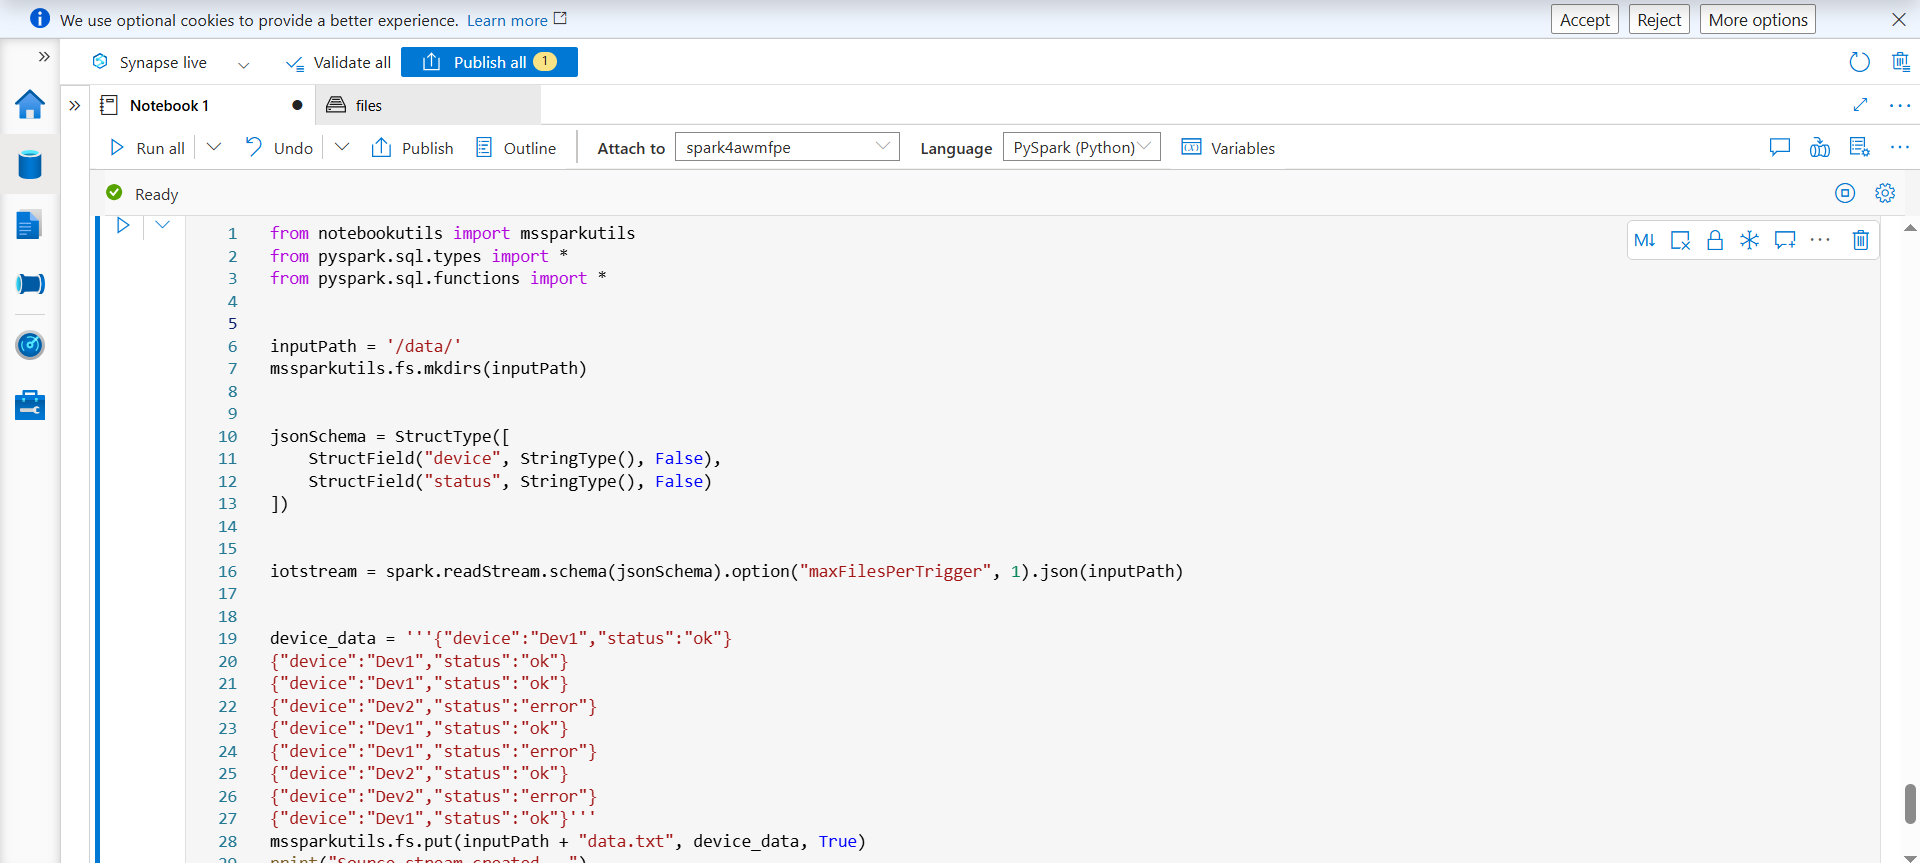 We use optional cookies to provide a better experience. Learn more
Accept Reject More options
Synapse live Validate all Publish all 1
Notebook 1 files
Run all Undo Publish Outline Attach to spark4awmfpe Language PySpark (Python) Variables
Ready
M↓
1 from notebookutils import mssparkutils
2 from pyspark.sql.types import *
3 from pyspark.sql.functions import *
4
5
6 inputPath = '/data/'
7 mssparkutils.fs.mkdirs(inputPath)
8
9
10 jsonSchema = StructType([
11     StructField("device", StringType(), False),
12     StructField("status", StringType(), False)
13 ])
14
15
16 iotstream = spark.readStream.schema(jsonSchema).option("maxFilesPerTrigger", 1).json(inputPath)
17
18
19 device_data = '''{"device":"Dev1","status":"ok"}
20 {"device":"Dev1","status":"ok"}
21 {"device":"Dev1","status":"ok"}
22 {"device":"Dev2","status":"error"}
23 {"device":"Dev1","status":"ok"}
24 {"device":"Dev1","status":"error"}
25 {"device":"Dev2","status":"ok"}
26 {"device":"Dev2","status":"error"}
27 {"device":"Dev1","status":"ok"}'''
28 mssparkutils.fs.put(inputPath + "data.txt", device_data, True)
29 print("Source stream created...")